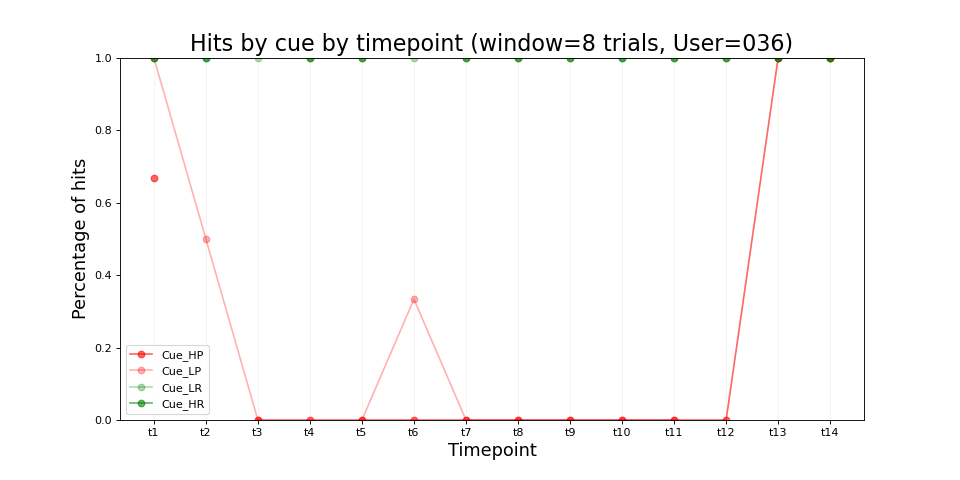 Hits by cue by timepoint (window=8 trials, User=036)
Percentage of hits
1.0
0.8
0.6
0.4
0.2
0.0
Cue_HP
Cue_LP
Cue_LR
Cue_HR
t1 t2 t3 t4 t5 t6 t7 t8 t9 t10 t11 t12 t13 t14
Timepoint